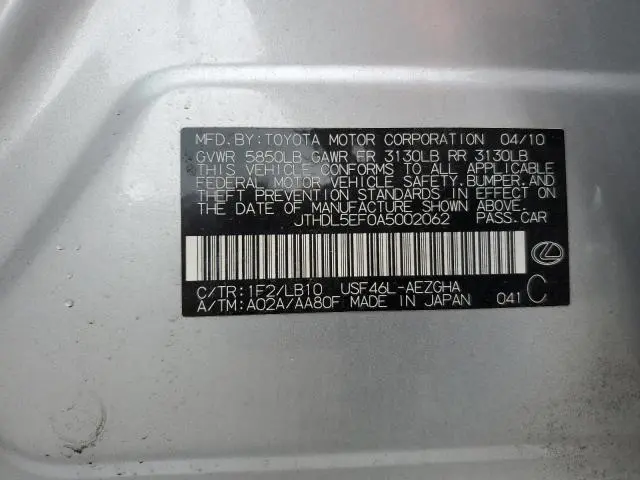 MFD. BY: TOYOTA MOTOR CORPORATION 04/10
GVWR 5850LB GAWR FR 3130LB RR 3130LB
THIS VEHICLE CONFORMS TO ALL APPLICABLE
FEDERAL MOTOR VEHICLE SAFETY, BUMPER, AND
THEFT PREVENTION STANDARDS IN EFFECT ON
THE DATE OF MANUFACTURE SHOWN ABOVE.
JTHDL5EF0A5002062 PASS.CAR
C/TR: 1F2/LB10 USF46L-AEZGHA
A/TM: A02A/AA80F MADE IN JAPAN 041 C